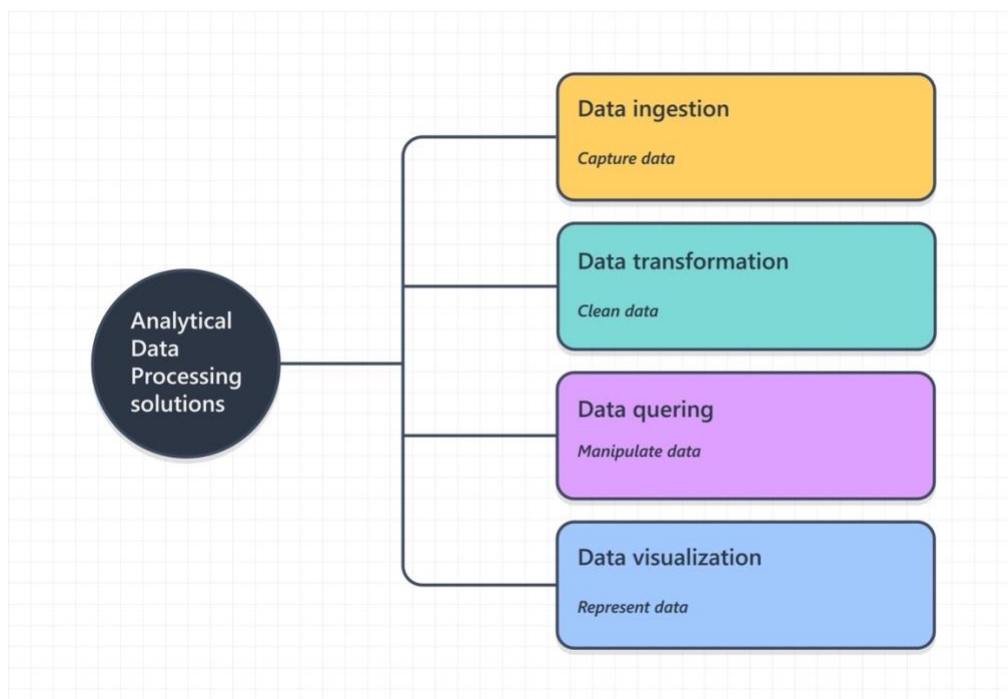 Analytical
Data
Processing
solutions
Data ingestion
Capture data
Data transformation
Clean data
Data quering
Manipulate data
Data visualization
Represent data